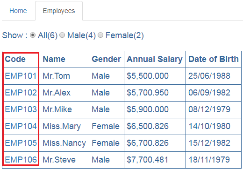 Home Employees
Show : All(6) Male(4) Female(2)
Code Name Gender Annual Salary Date of Birth
EMP101 Mr.Tom Male $5,500.000 25/06/1988
EMP102 Mr.Alex Male $5,700.950 06/09/1982
EMP103 Mr.Mike Male $5,900.000 08/12/1979
EMP104 Miss.Mary Female $6,500.826 14/10/1980
EMP105 Miss.Nancy Female $6,700.826 15/12/1982
EMP106 Mr.Steve Male $7,700.481 18/11/1979